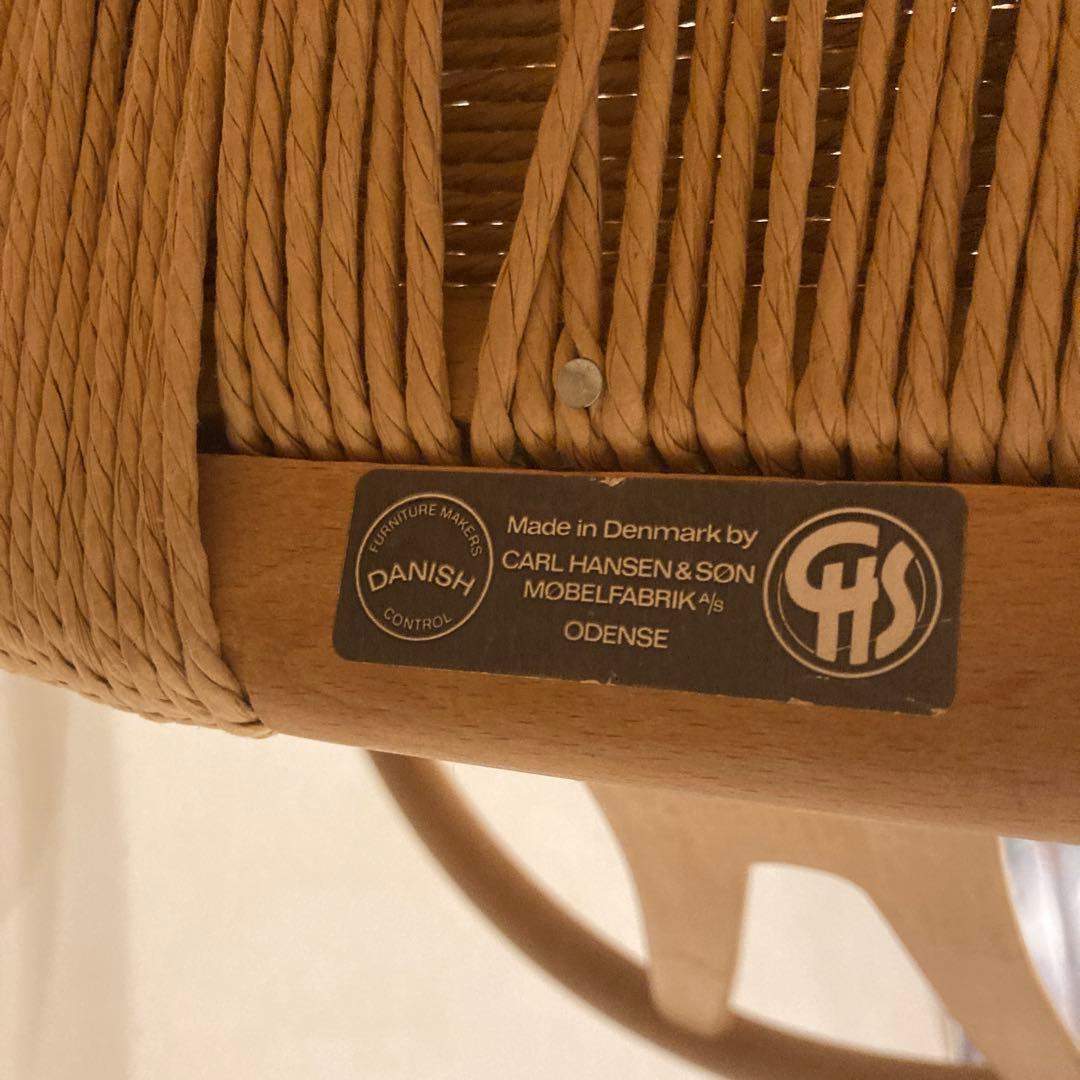 FURNITURE MAKERS
DANISH
CONTROL
Made in Denmark by
CARL HANSEN & SØN
MØBELFABRIK A/S
ODENSE
CHS